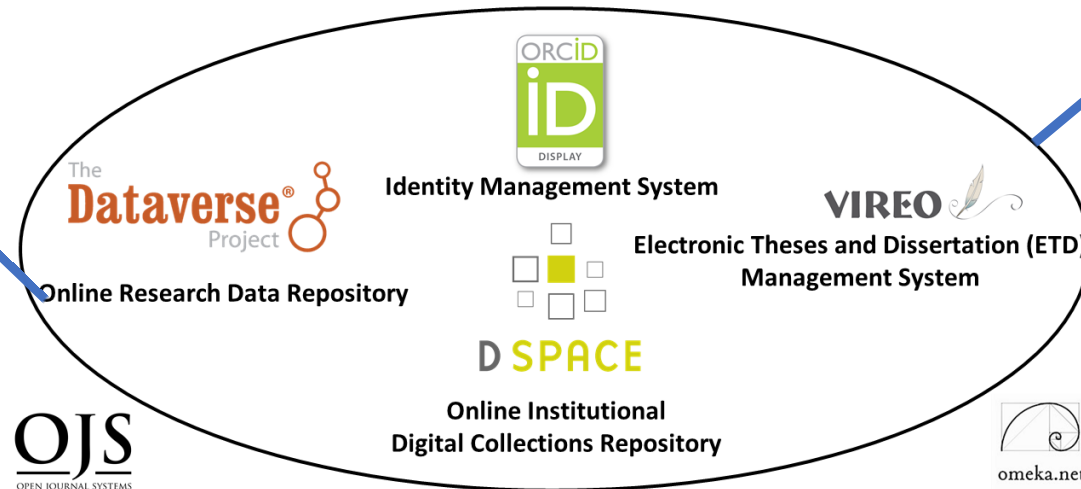 ORCiD
iD
DISPLAY
Identity Management System
The
Dataverse®
Project
Online Research Data Repository
VIREO
Electronic Theses and Dissertation (ETD)
Management System
D SPACE
Online Institutional
Digital Collections Repository
OJS
OPEN JOURNAL SYSTEMS
omeka.net